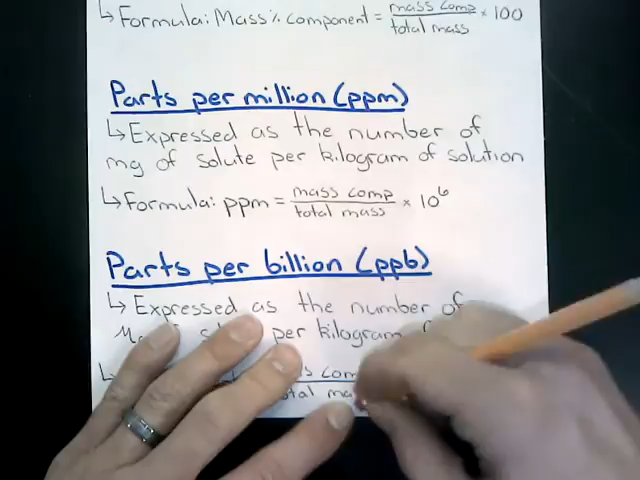 ↳ Formula: Mass % component = mass comp / total mass × 100
Parts per million (ppm)
↳ Expressed as the number of
mg of solute per kilogram of solution
↳ Formula: ppm = mass comp / total mass × 10⁶
Parts per billion (ppb)
↳ Expressed as the number of
per kilogram